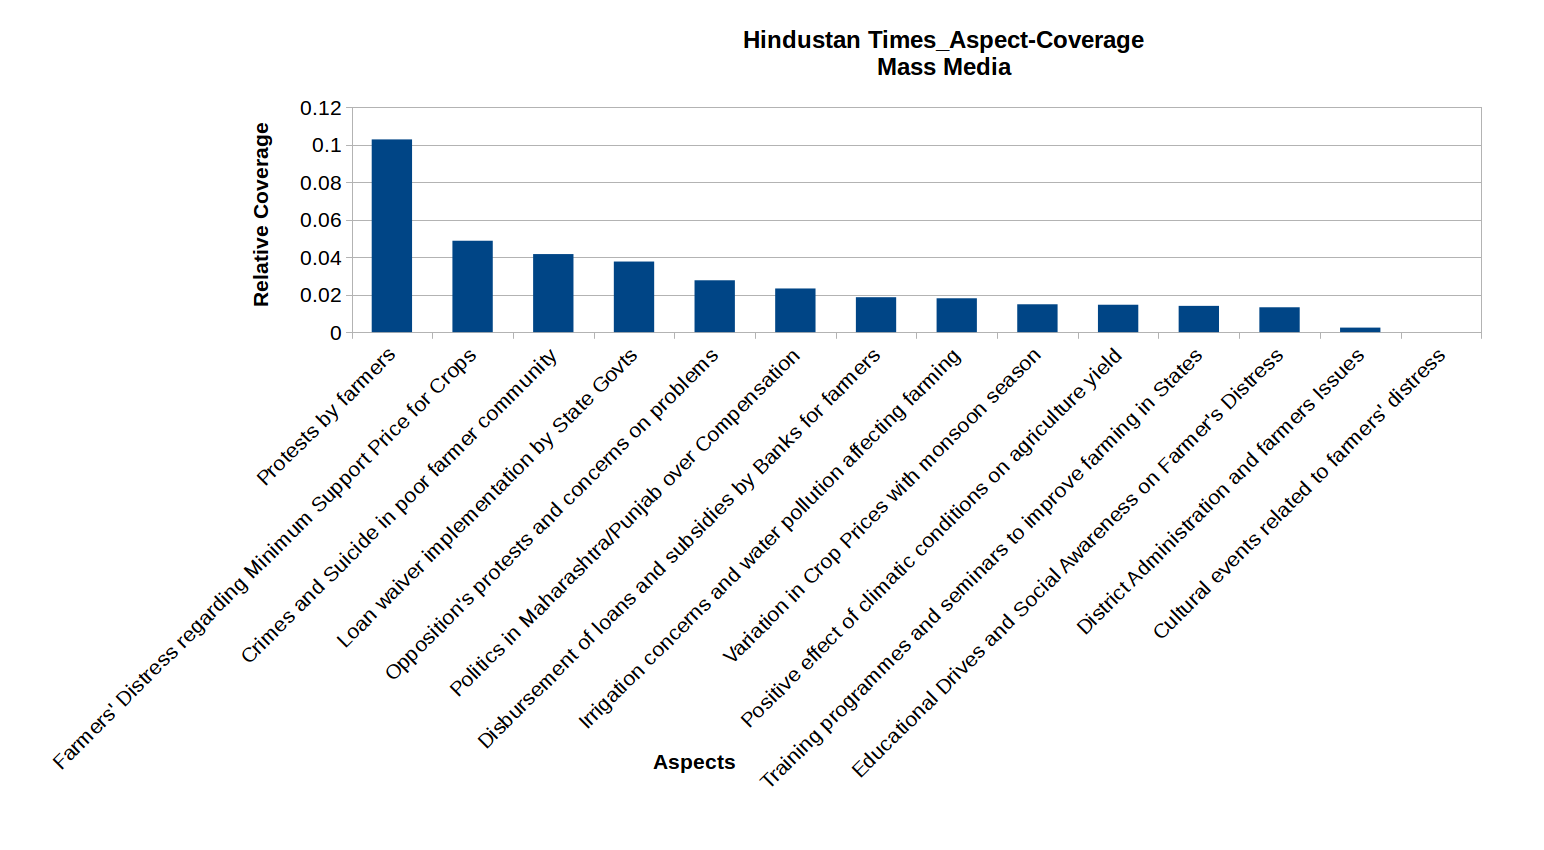 Hindustan Times_Aspect-Coverage
Mass Media
Relative Coverage
0.12
0.1
0.08
0.06
0.04
0.02
0
Protests by farmers
Farmers' Distress regarding Minimum Support Price for Crops
Crimes and Suicide in poor farmer community
Loan waiver implementation by State Govts
Opposition's protests and concerns on problems
Politics in Maharashtra/Punjab over Compensation
Disbursement of loans and subsidies by Banks for farmers
Irrigation concerns and water pollution affecting farming
Variation in Crop Prices with monsoon season
Positive effect of climatic conditions on agriculture yield
Training programmes and seminars to improve farming in States
Educational Drives and Social Awareness on Farmer's Distress
District Administration and farmers Issues
Cultural events related to farmers' distress
Aspects